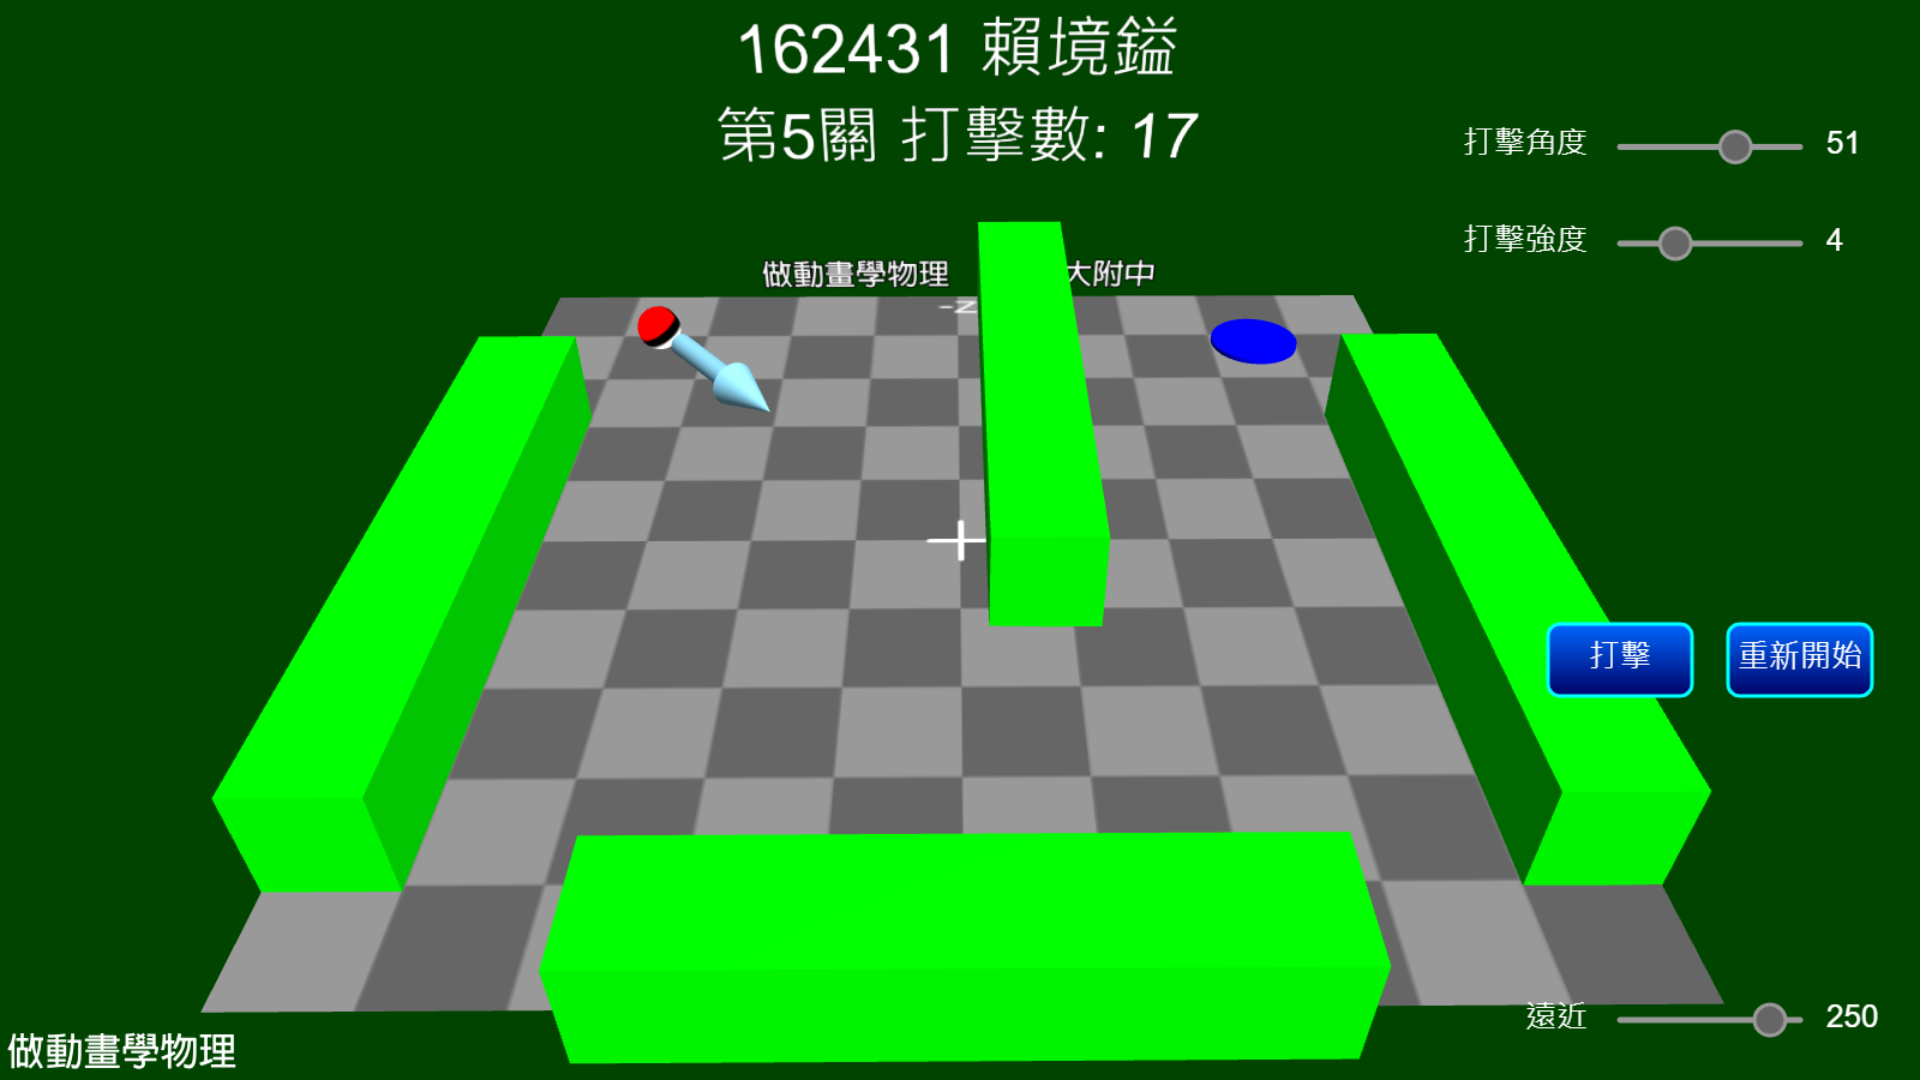 162431 賴境鎰
第5關 打擊數: 17
打擊角度 51
打擊強度 4
做動畫學物理 大附中
-Z
打擊
重新開始
遠近 250
做動畫學物理